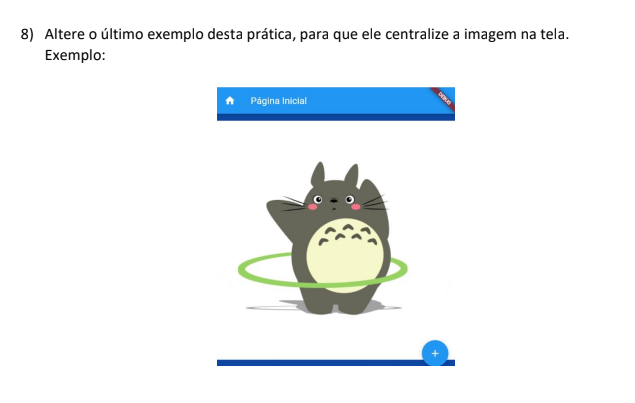 8) Altere o último exemplo desta prática, para que ele centralize a imagem na tela.
Exemplo:
Página Inicial
DEBUG
+